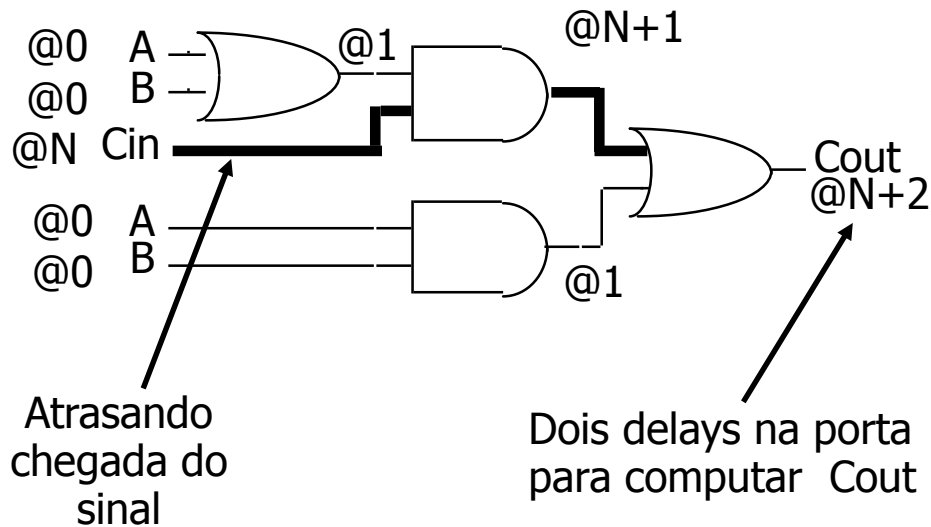 @0 A
@0 B
@1
@N+1
@N Cin
Cout
@N+2
@0 A
@0 B
@1
Atrasando
chegada do
sinal
Dois delays na porta
para computar Cout